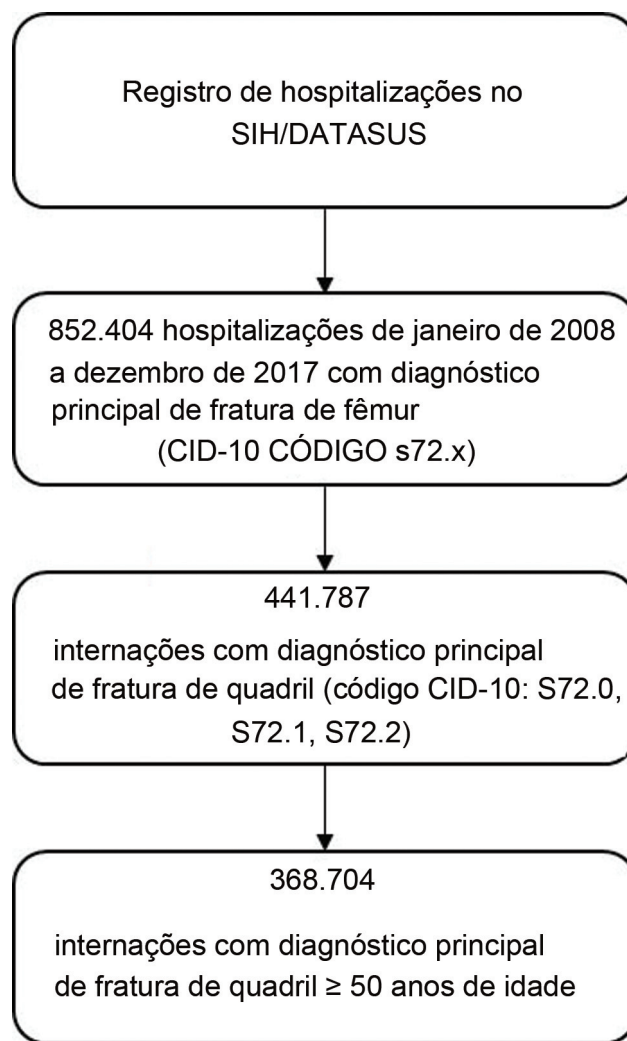 Registro de hospitalizações no
SIH/DATASUS
852.404 hospitalizações de janeiro de 2008
a dezembro de 2017 com diagnóstico
principal de fratura de fêmur
(CID-10 CÓDIGO s72.x)
441.787
internações com diagnóstico principal
de fratura de quadril (código CID-10: S72.0,
S72.1, S72.2)
368.704
internações com diagnóstico principal
de fratura de quadril ≥ 50 anos de idade